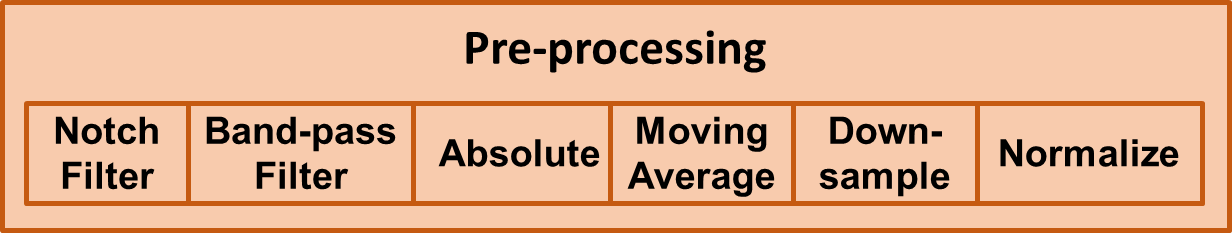 Pre-processing
Notch
Filter
Band-pass
Filter
Absolute
Moving
Average
Down-
sample
Normalize